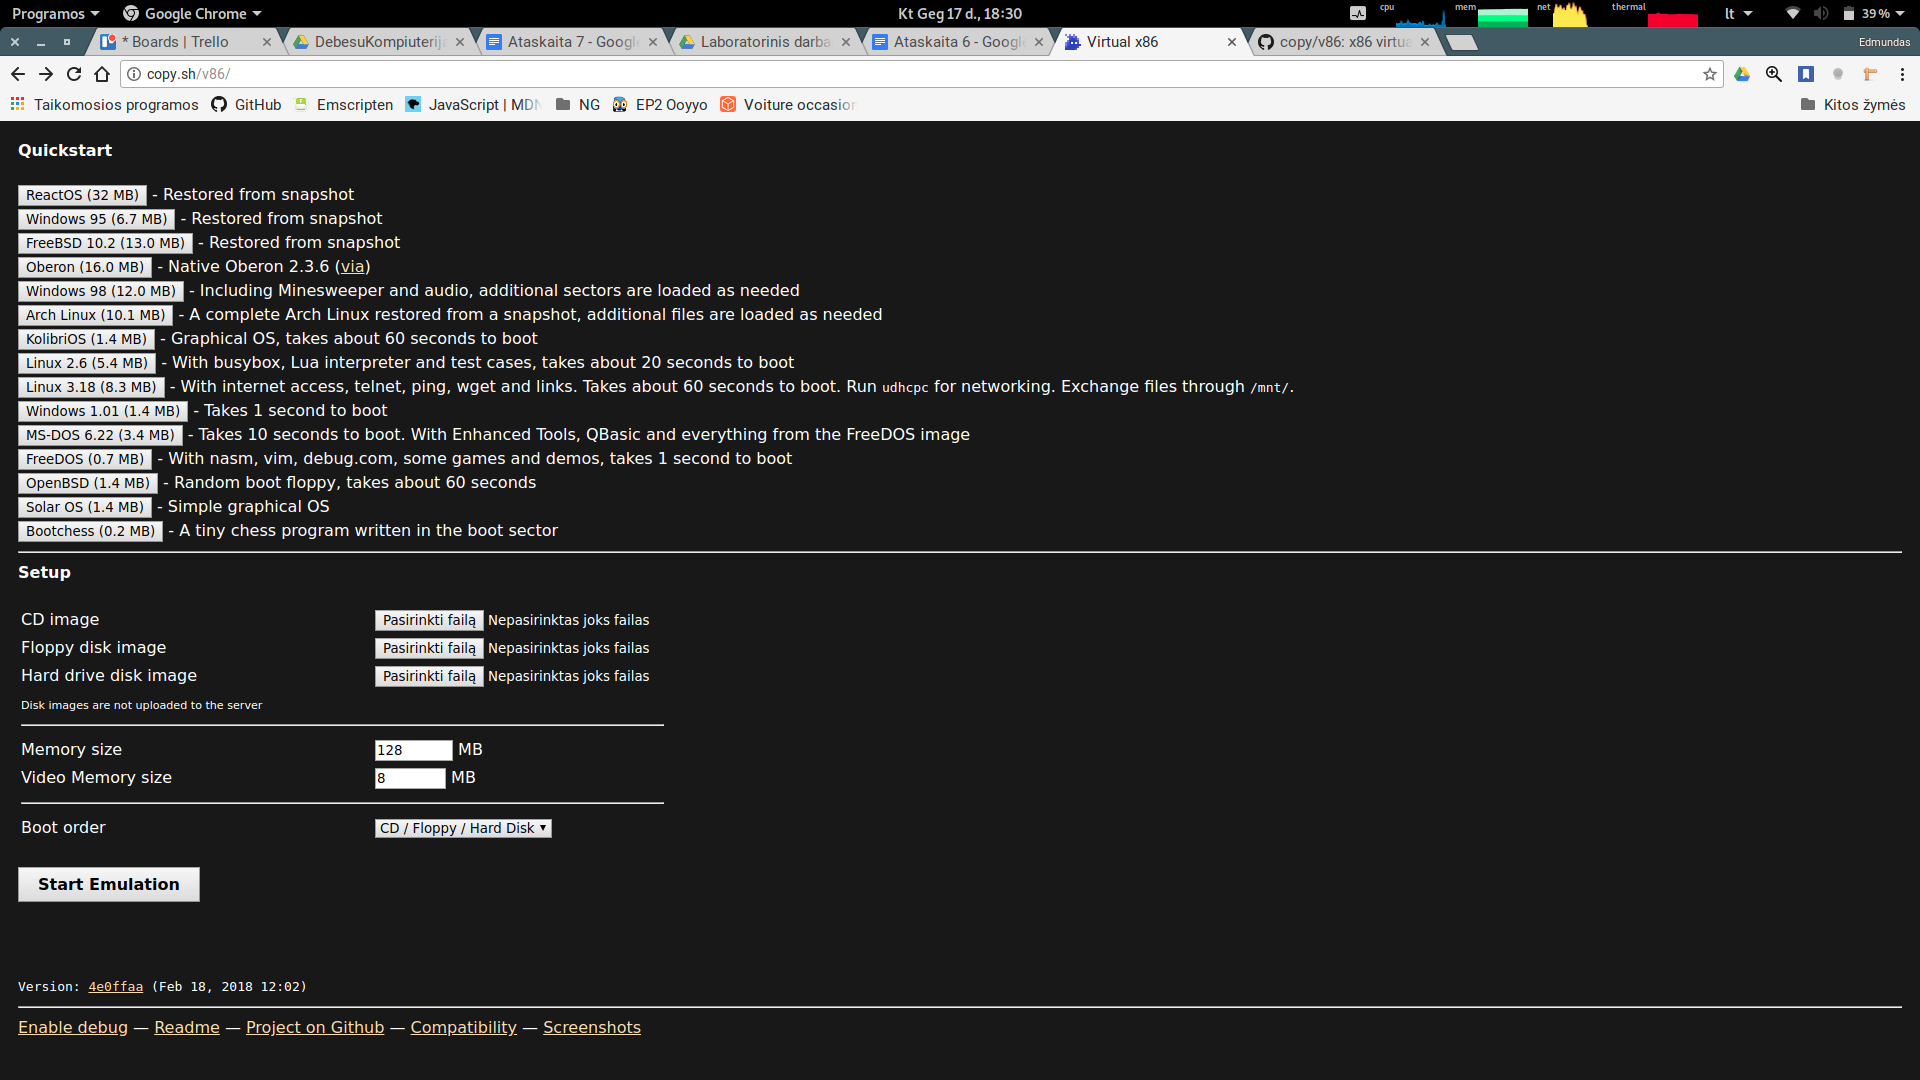 Programos Google Chrome Kt Geg 17 d., 18:30 cpu mem net thermal lt 39 %
* Boards | Trello DebesuKompiuterija Ataskaita 7 - Google Laboratorinis darba Ataskaita 6 - Google Virtual x86 copy/v86: x86 virtua Edmundas
copy.sh/v86/
Taikomosios programos GitHub Emscripten JavaScript | MDN NG EP2 Ooyyo Voiture occasion Kitos žymės
Quickstart
ReactOS (32 MB) - Restored from snapshot
Windows 95 (6.7 MB) - Restored from snapshot
FreeBSD 10.2 (13.0 MB) - Restored from snapshot
Oberon (16.0 MB) - Native Oberon 2.3.6 (via)
Windows 98 (12.0 MB) - Including Minesweeper and audio, additional sectors are loaded as needed
Arch Linux (10.1 MB) - A complete Arch Linux restored from a snapshot, additional files are loaded as needed
KolibriOS (1.4 MB) - Graphical OS, takes about 60 seconds to boot
Linux 2.6 (5.4 MB) - With busybox, Lua interpreter and test cases, takes about 20 seconds to boot
Linux 3.18 (8.3 MB) - With internet access, telnet, ping, wget and links. Takes about 60 seconds to boot. Run udhcpc for networking. Exchange files through /mnt/.
Windows 1.01 (1.4 MB) - Takes 1 second to boot
MS-DOS 6.22 (3.4 MB) - Takes 10 seconds to boot. With Enhanced Tools, QBasic and everything from the FreeDOS image
FreeDOS (0.7 MB) - With nasm, vim, debug.com, some games and demos, takes 1 second to boot
OpenBSD (1.4 MB) - Random boot floppy, takes about 60 seconds
Solar OS (1.4 MB) - Simple graphical OS
Bootchess (0.2 MB) - A tiny chess program written in the boot sector
Setup
CD image Pasirinkti failą Nepasirinktas joks failas
Floppy disk image Pasirinkti failą Nepasirinktas joks failas
Hard drive disk image Pasirinkti failą Nepasirinktas joks failas
Disk images are not uploaded to the server
Memory size 128 MB
Video Memory size 8 MB
Boot order CD / Floppy / Hard Disk
Start Emulation
Version: 4e0ffaa (Feb 18, 2018 12:02)
Enable debug — Readme — Project on Github — Compatibility — Screenshots